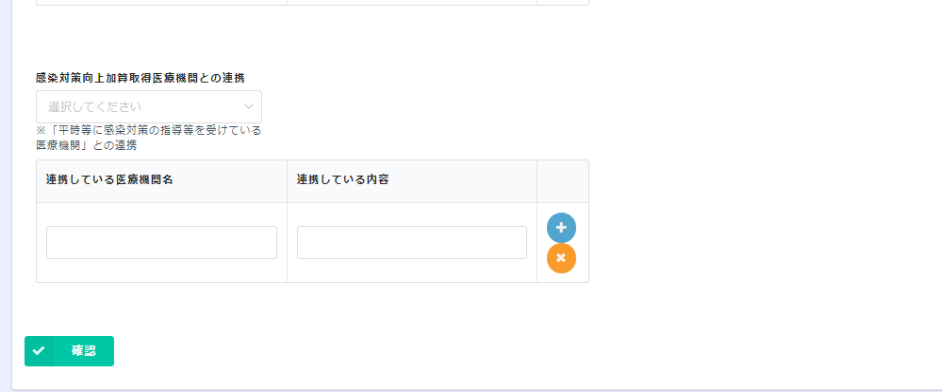 感染対策向上加算取得医療機関との連携
選択してください
※「平時等に感染対策の指導等を受けている
医療機関」との連携
連携している医療機関名 連携している内容
確認